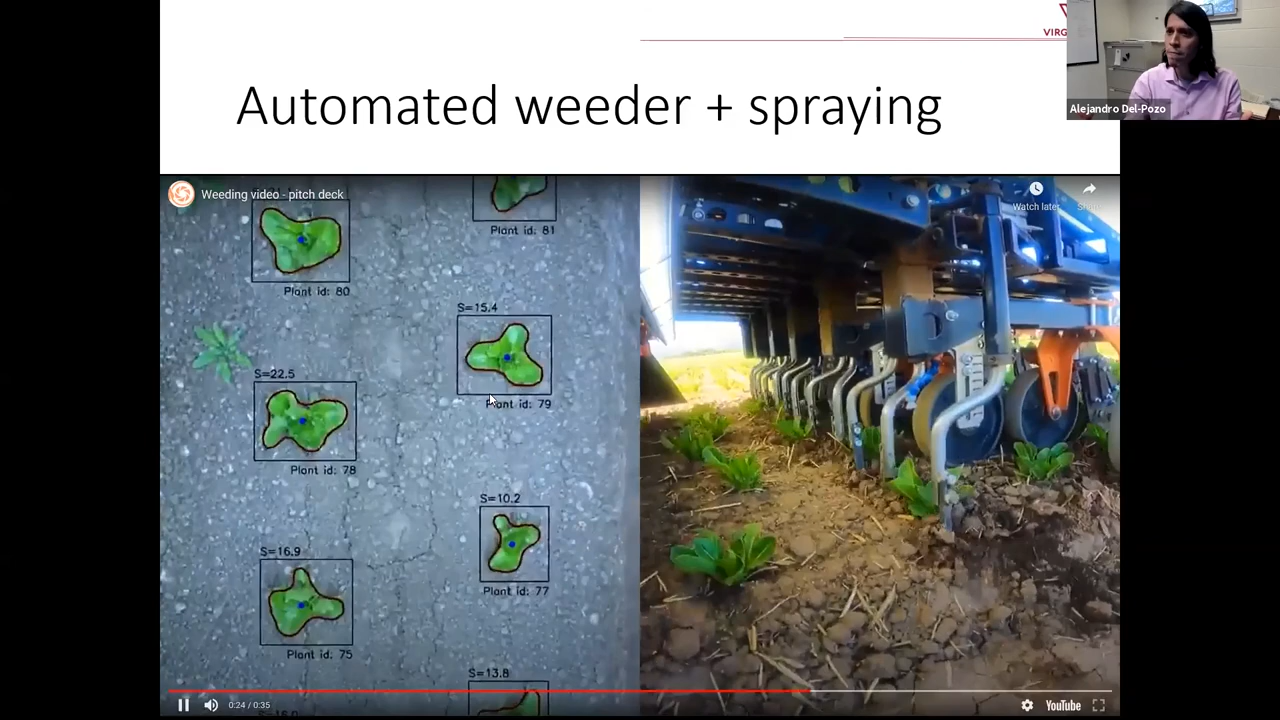 VIRG
Alejandro Del-Pozo
Automated weeder + spraying
Weeding video - pitch deck
Watch later
Plant id: 81
Plant id: 80
S=15.4
Plant id: 79
S=22.5
Plant id: 78
S=10.2
Plant id: 77
S=16.9
Plant id: 75
S=13.8
0:24 / 0:35
YouTube